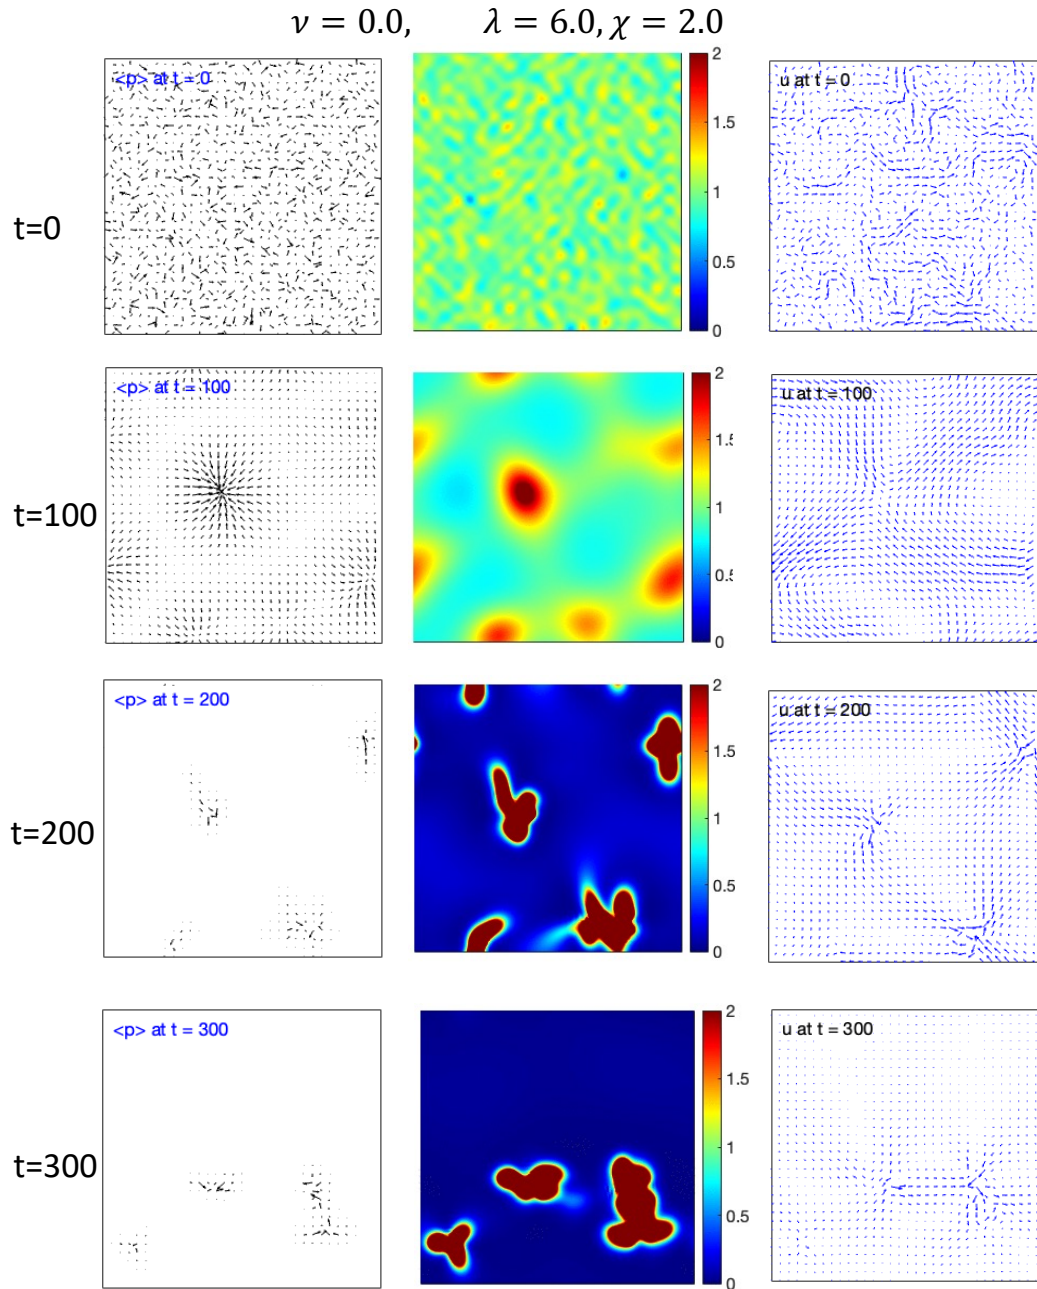 ν = 0.0, λ = 6.0, χ = 2.0
t=0
<p> at t = 0
2
1.5
1
0.5
0
u at t = 0
t=100
<p> at t = 100
2
1.
1
0.5
0
u at t = 100
t=200
<p> at t = 200
2
1.5
1
0.5
0
u at t = 200
t=300
<p> at t = 300
2
1.5
1
0.5
0
u at t = 300